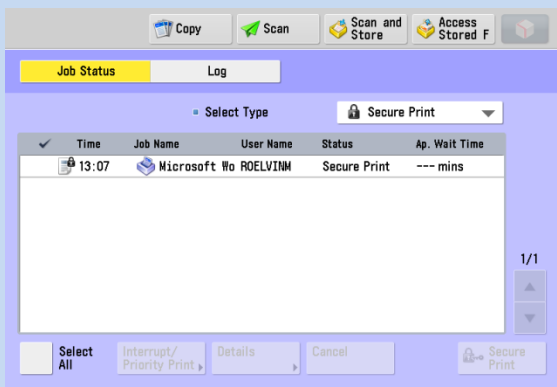 Copy
Scan
Scan and
Store
Access
Stored F
Job Status
Log
Select Type
Secure Print
Time Job Name User Name Status Ap. Wait Time
13:07 Microsoft Wo ROELVINM Secure Print --- mins
1/1
Select
All
Interrupt/
Priority Print
Details
Cancel
Secure
Print